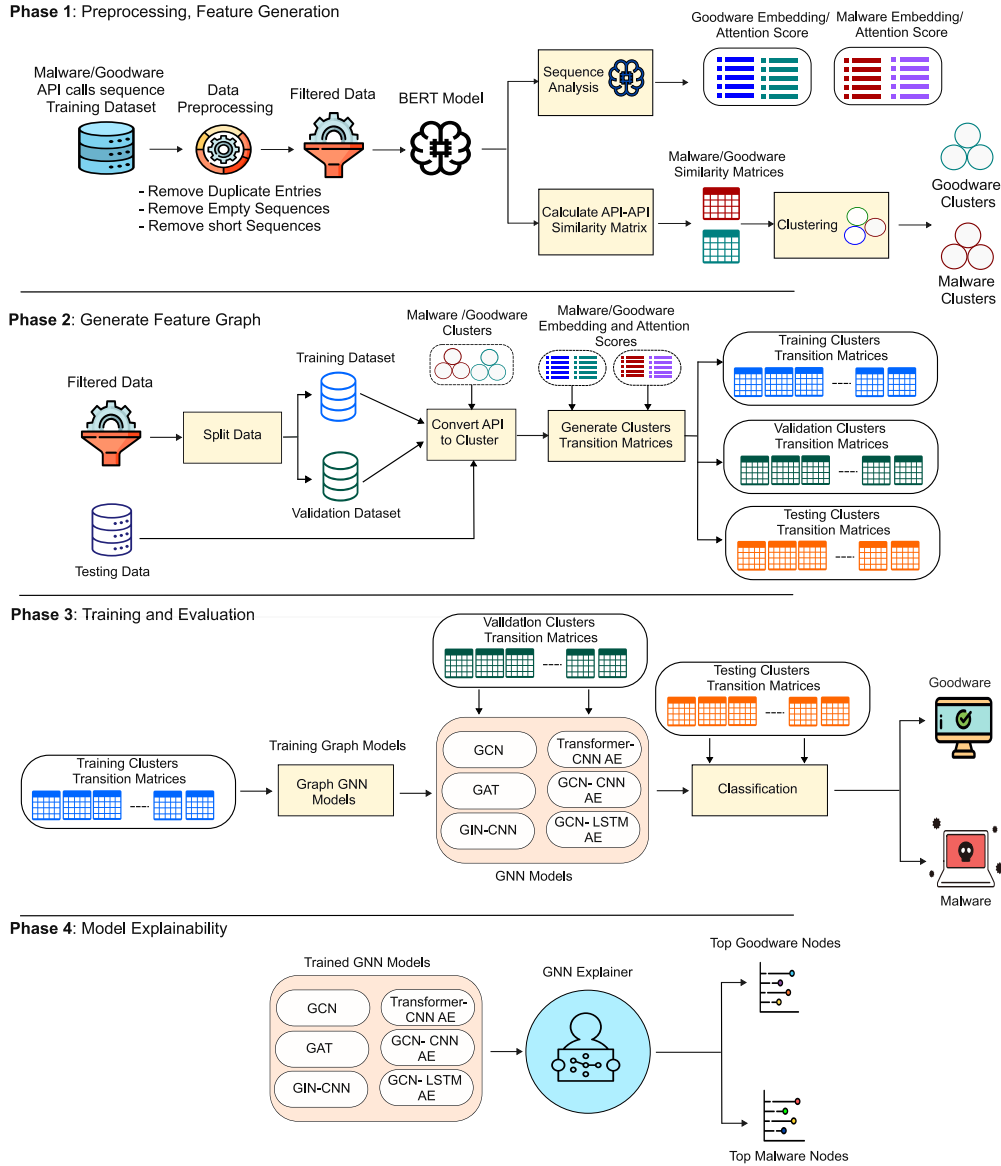 Phase 1: Preprocessing, Feature Generation
Malware/Goodware
API calls sequence
Training Dataset
Data
Preprocessing
Filtered Data
BERT Model
- Remove Duplicate Entries
- Remove Empty Sequences
- Remove short Sequences
Sequence
Analysis
Goodware Embedding/
Attention Score
Malware Embedding/
Attention Score
Calculate API-API
Similarity Matrix
Malware/Goodware
Similarity Matrices
Clustering
Goodware
Clusters
Malware
Clusters
Phase 2: Generate Feature Graph
Filtered Data
Split Data
Training Dataset
Validation Dataset
Testing Data
Malware /Goodware
Clusters
Convert API
to Cluster
Malware/Goodware
Embedding and Attention
Scores
Generate Clusters
Transition Matrices
Training Clusters
Transition Matrices
Validation Clusters
Transition Matrices
Testing Clusters
Transition Matrices
Phase 3: Training and Evaluation
Training Clusters
Transition Matrices
Training Graph Models
Graph GNN
Models
Validation Clusters
Transition Matrices
GCN
Transformer-
CNN AE
GAT
GCN- CNN
AE
GIN-CNN
GCN- LSTM
AE
GNN Models
Testing Clusters
Transition Matrices
Classification
Goodware
Malware
Phase 4: Model Explainability
Trained GNN Models
GCN
Transformer-
CNN AE
GAT
GCN- CNN
AE
GIN-CNN
GCN- LSTM
AE
GNN Explainer
Top Goodware Nodes
Top Malware Nodes